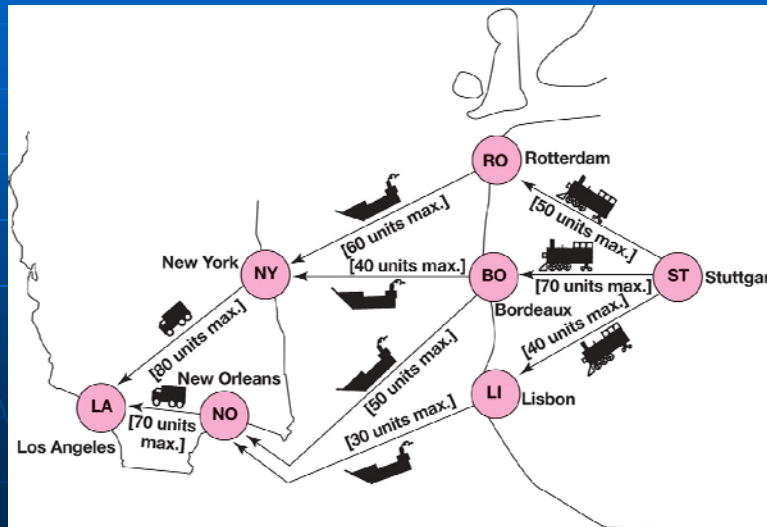 RO Rotterdam
[50 units max.]
[60 units max.]
New York NY
[40 units max.]
BO
Bordeaux
[70 units max.]
ST Stuttgar
[40 units max.]
[80 units max.]
New Orleans
[50 units max.]
LI Lisbon
LA
NO
[70 units
max.]
Los Angeles
[30 units max.]